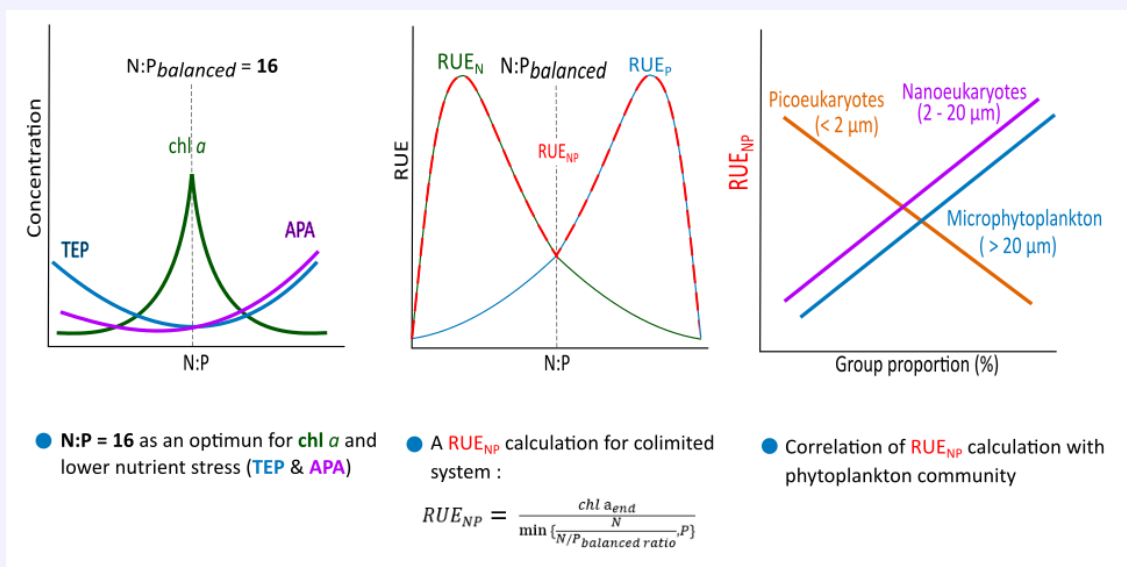 N:Pbalanced = 16
chl a
TEP
APA
Concentration
N:P
RUEN
N:Pbalanced
RUEP
RUENP
RUE
N:P
Picoeukaryotes
(< 2 µm)
Nanoeukaryotes
(2 - 20 µm)
RUENP
Microphytoplankton
( > 20 µm)
Group proportion (%)
N:P = 16 as an optimun for chl a and
lower nutrient stress (TEP & APA)
A RUENP calculation for colimited
system :
RUENP = chl aend / min {N / N/Pbalanced ratio ,P}
Correlation of RUENP calculation with
phytoplankton community